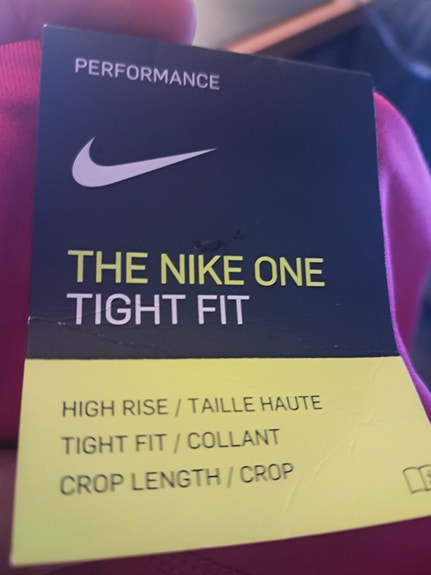 PERFORMANCE
THE NIKE ONE
TIGHT FIT
HIGH RISE / TAILLE HAUTE
TIGHT FIT / COLLANT
CROP LENGTH / CROP